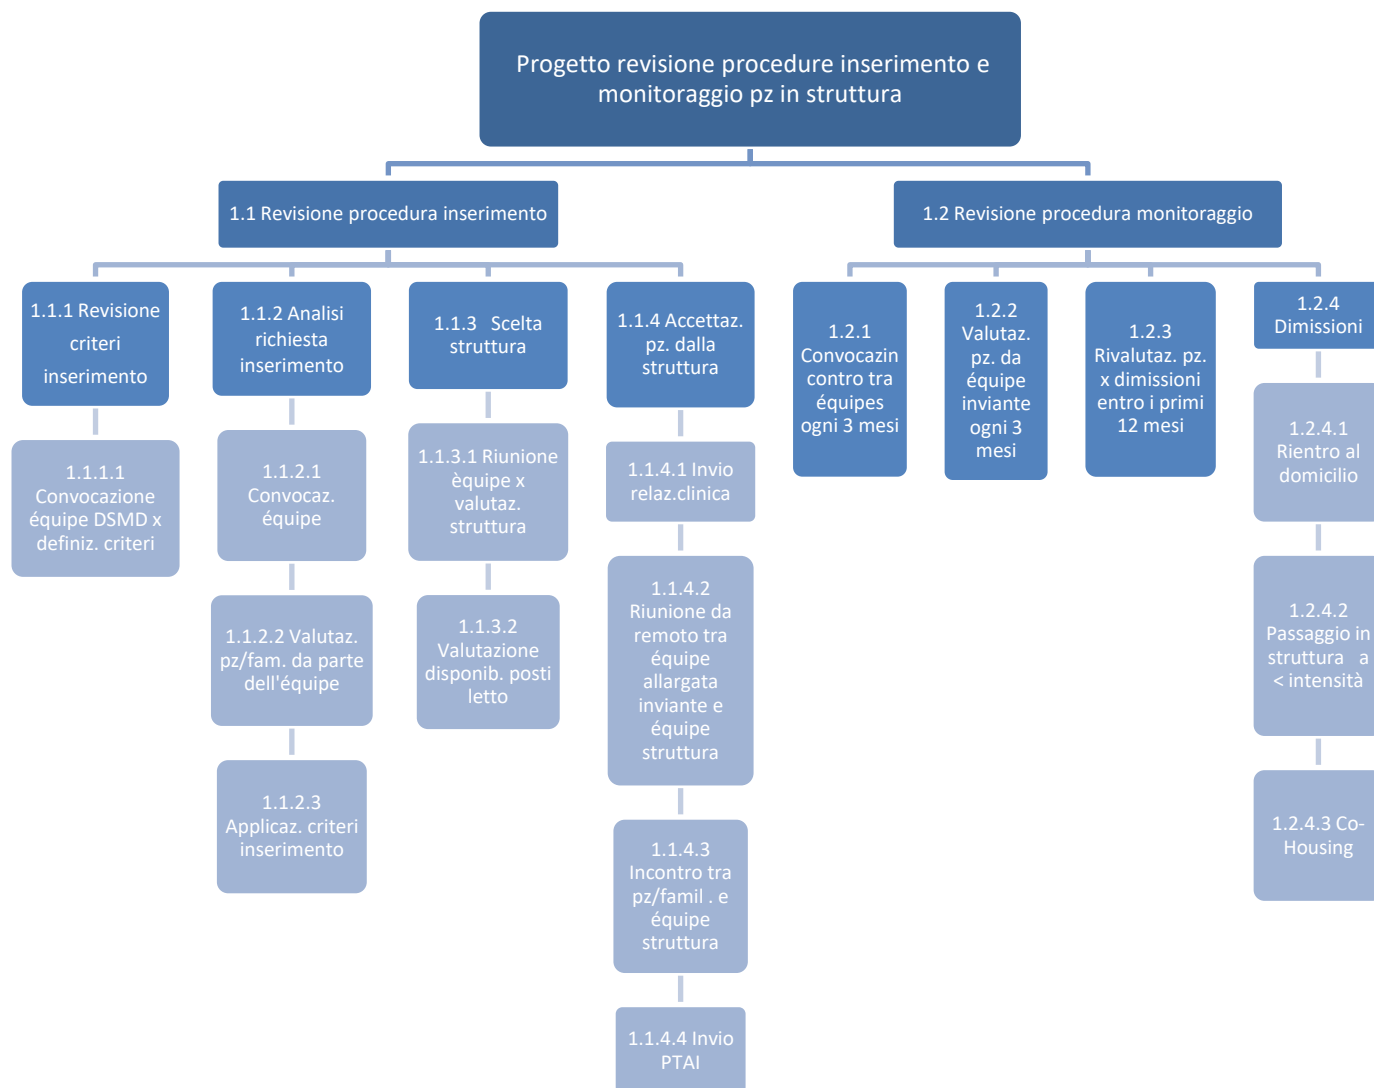 Progetto revisione procedure inserimento e
monitoraggio pz in struttura
1.1 Revisione procedura inserimento
1.2 Revisione procedura monitoraggio
1.1.1 Revisione
criteri
inserimento
1.1.1.1
Convocazione
équipe DSMD x
definiz. criteri
1.1.2 Analisi
richiesta
inserimento
1.1.2.1
Convocaz.
équipe
1.1.2.2 Valutaz.
pz/fam. da parte
dell'équipe
1.1.2.3
Applicaz. criteri
inserimento
1.1.3 Scelta
struttura
1.1.3.1 Riunione
èquipe x
valutaz.
struttura
1.1.3.2
Valutazione
disponib. posti
letto
1.1.4 Accettaz.
pz. dalla
struttura
1.1.4.1 Invio
relaz.clinica
1.1.4.2
Riunione da
remoto tra
équipe
allargata
inviante e
équipe
struttura
1.1.4.3
Incontro tra
pz/famil . e
équipe
struttura
1.1.4.4 Invio
PTAI
1.2.1
Convocazin
contro tra
équipes
ogni 3 mesi
1.2.2
Valutaz.
pz. da
équipe
inviante
ogni 3
mesi
1.2.3
Rivalutaz. pz.
x dimissioni
entro i primi
12 mesi
1.2.4
Dimissioni
1.2.4.1
Rientro al
domicilio
1.2.4.2
Passaggio in
struttura a
< intensità
1.2.4.3 Co-
Housing